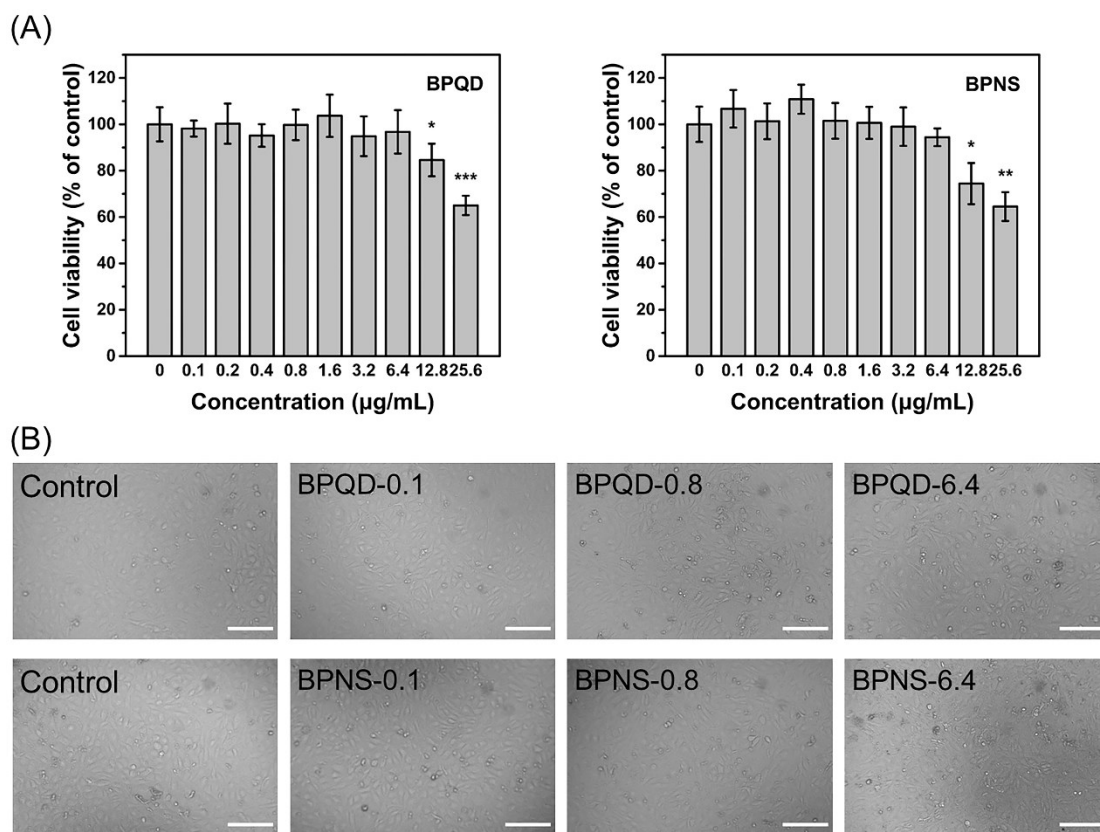 (A)
BPQD
Cell viability (% of control)
120
100
80
60
40
20
0
*
***
0 0.1 0.2 0.4 0.8 1.6 3.2 6.4 12.8 25.6
Concentration (µg/mL)
BPNS
Cell viability (% of control)
120
100
80
60
40
20
0
*
**
0 0.1 0.2 0.4 0.8 1.6 3.2 6.4 12.8 25.6
Concentration (µg/mL)
(B)
Control BPQD-0.1 BPQD-0.8 BPQD-6.4
Control BPNS-0.1 BPNS-0.8 BPNS-6.4